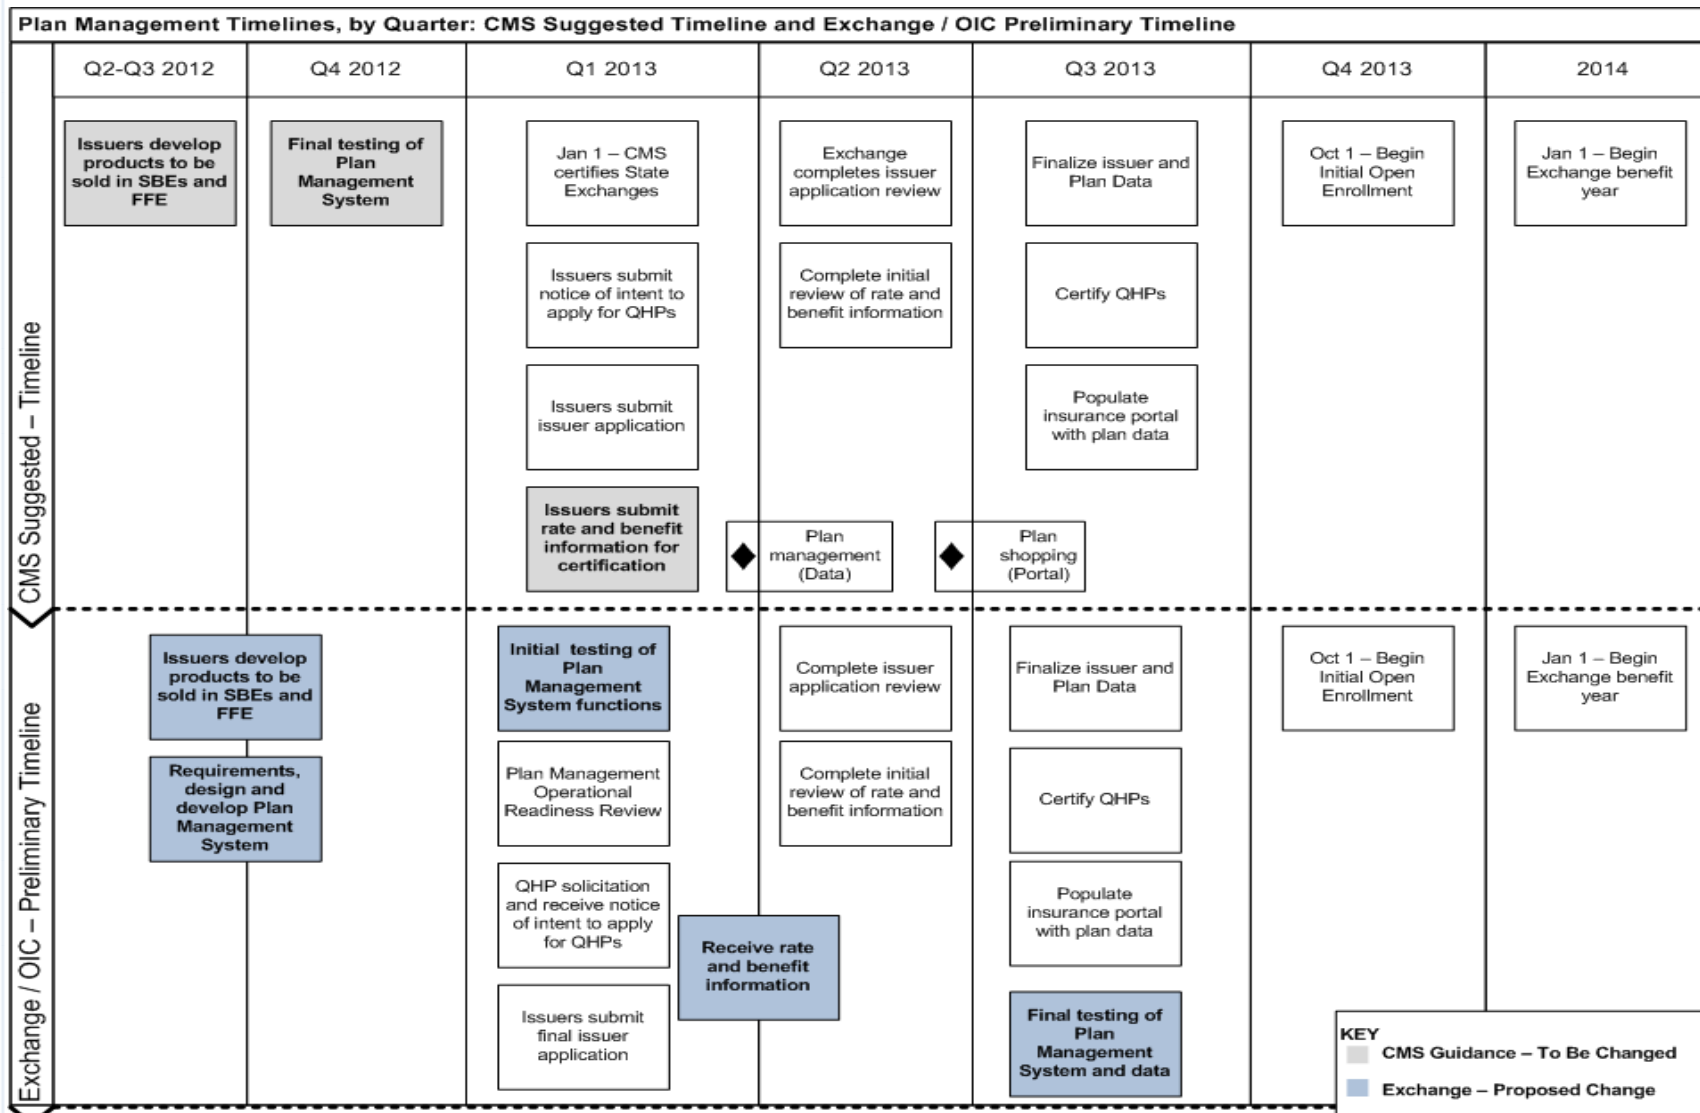 Plan Management Timelines, by Quarter: CMS Suggested Timeline and Exchange / OIC Preliminary Timeline
Q2-Q3 2012
Q4 2012
Q1 2013
Q2 2013
Q3 2013
Q4 2013
2014
CMS Suggested – Timeline
Issuers develop
products to be
sold in SBEs and
FFE
Final testing of
Plan
Management
System
Jan 1 – CMS
certifies State
Exchanges
Issuers submit
notice of intent to
apply for QHPs
Issuers submit
issuer application
Issuers submit
rate and benefit
information for
certification
Exchange
completes issuer
application review
Complete initial
review of rate and
benefit information
Plan
management
(Data)
Finalize issuer and
Plan Data
Certify QHPs
Populate
insurance portal
with plan data
Plan
shopping
(Portal)
Oct 1 – Begin
Initial Open
Enrollment
Jan 1 – Begin
Exchange benefit
year
Exchange / OIC – Preliminary Timeline
Issuers develop
products to be
sold in SBEs and
FFE
Requirements,
design and
develop Plan
Management
System
Initial testing of
Plan
Management
System functions
Plan Management
Operational
Readiness Review
QHP solicitation
and receive notice
of intent to apply
for QHPs
Issuers submit
final issuer
application
Receive rate
and benefit
information
Complete issuer
application review
Complete initial
review of rate and
benefit information
Finalize issuer and
Plan Data
Certify QHPs
Populate
insurance portal
with plan data
Final testing of
Plan
Management
System and data
Oct 1 – Begin
Initial Open
Enrollment
Jan 1 – Begin
Exchange benefit
year
KEY
CMS Guidance – To Be Changed
Exchange – Proposed Change